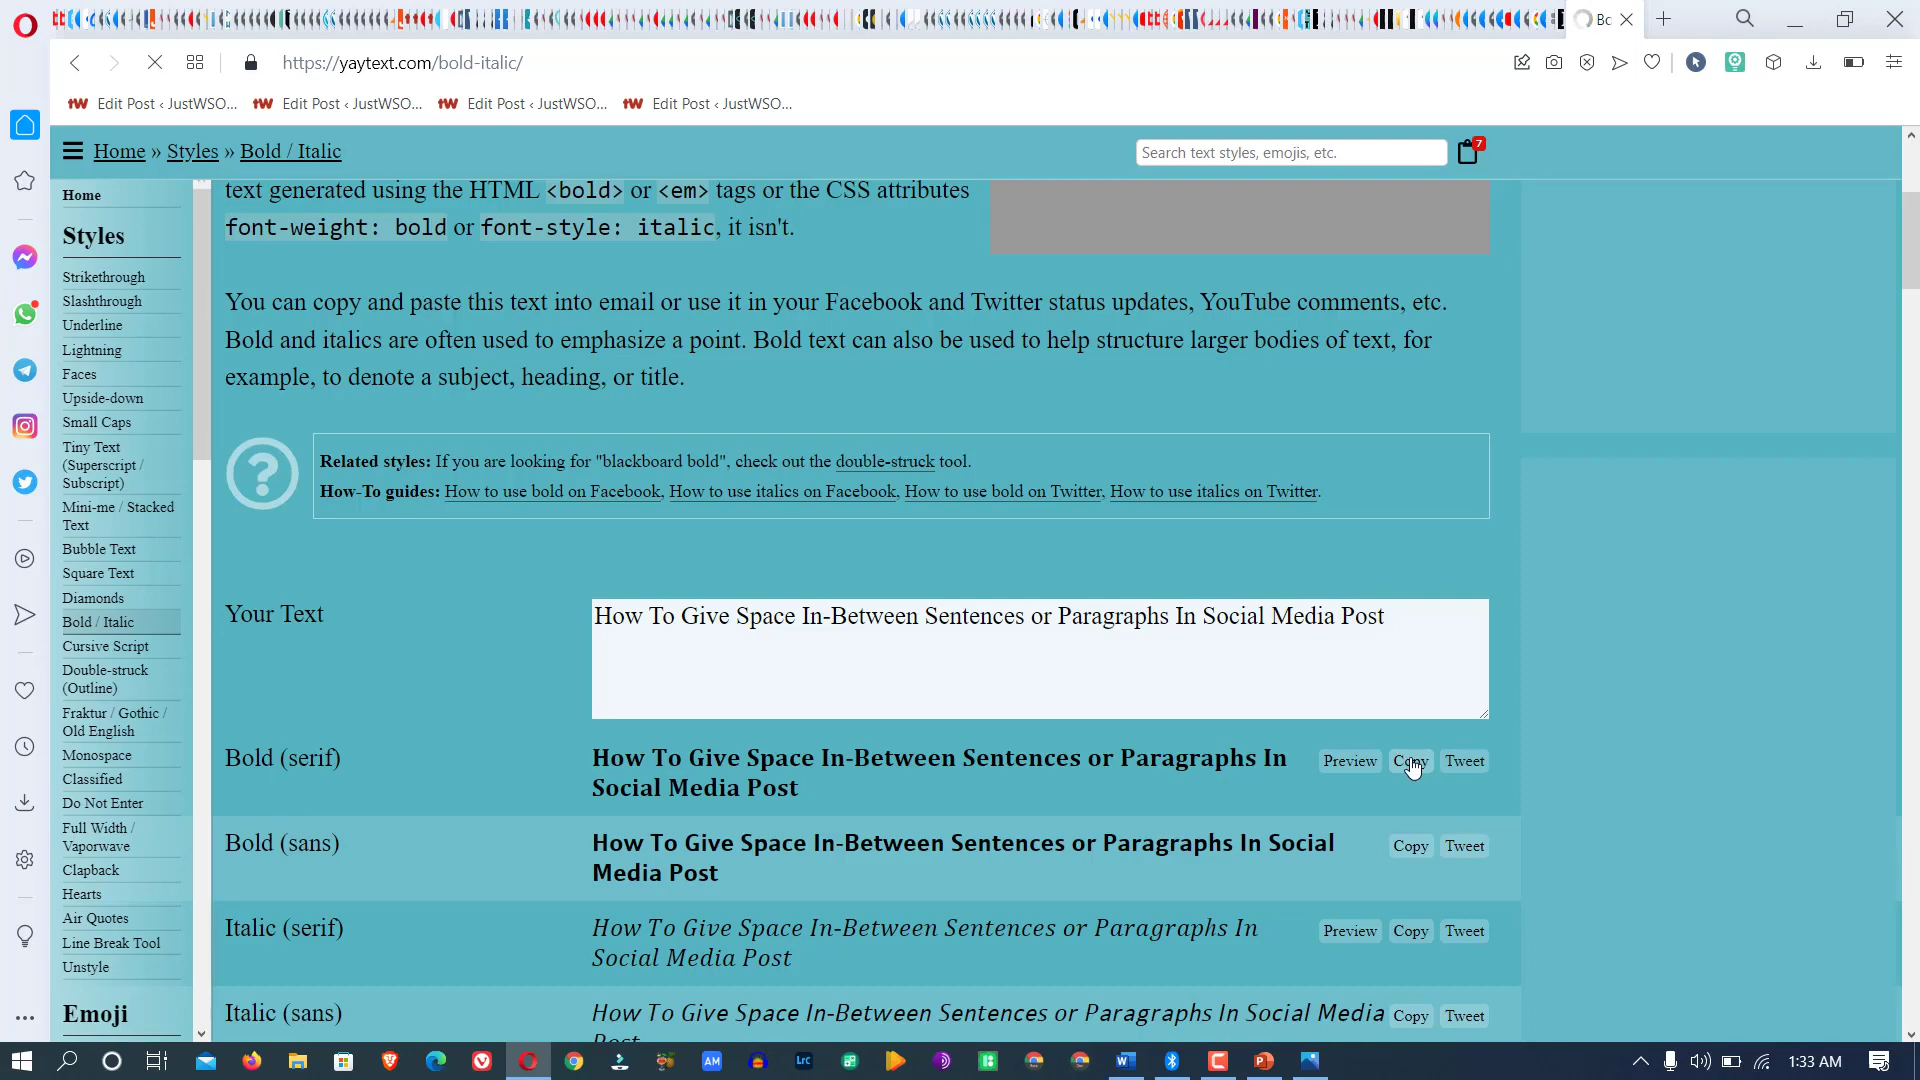 Bc
https://yaytext.com/bold-italic/
Edit Post ‹ JustWSO... Edit Post ‹ JustWSO... Edit Post ‹ JustWSO... Edit Post ‹ JustWSO...
Home » Styles » Bold / Italic
Search text styles, emojis, etc.
7
Home
Styles
Strikethrough
Slashthrough
Underline
Lightning
Faces
Upside-down
Small Caps
Tiny Text
(Superscript /
Subscript)
Mini-me / Stacked
Text
Bubble Text
Square Text
Diamonds
Bold / Italic
Cursive Script
Double-struck
(Outline)
Fraktur / Gothic /
Old English
Monospace
Classified
Do Not Enter
Full Width /
Vaporwave
Clapback
Hearts
Air Quotes
Line Break Tool
Unstyle
Emoji
text generated using the HTML <bold> or <em> tags or the CSS attributes
font-weight: bold or font-style: italic, it isn't.
You can copy and paste this text into email or use it in your Facebook and Twitter status updates, YouTube comments, etc.
Bold and italics are often used to emphasize a point. Bold text can also be used to help structure larger bodies of text, for
example, to denote a subject, heading, or title.
Related styles: If you are looking for "blackboard bold", check out the double-struck tool.
How-To guides: How to use bold on Facebook, How to use italics on Facebook, How to use bold on Twitter, How to use italics on Twitter.
Your Text
How To Give Space In-Between Sentences or Paragraphs In Social Media Post
Bold (serif)
How To Give Space In-Between Sentences or Paragraphs In
Social Media Post
Preview Copy Tweet
Bold (sans)
How To Give Space In-Between Sentences or Paragraphs In Social
Media Post
Copy Tweet
Italic (serif)
How To Give Space In-Between Sentences or Paragraphs In
Social Media Post
Preview Copy Tweet
Italic (sans)
How To Give Space In-Between Sentences or Paragraphs In Social Media
Post
Copy Tweet
AM
Lrc
1:33 AM